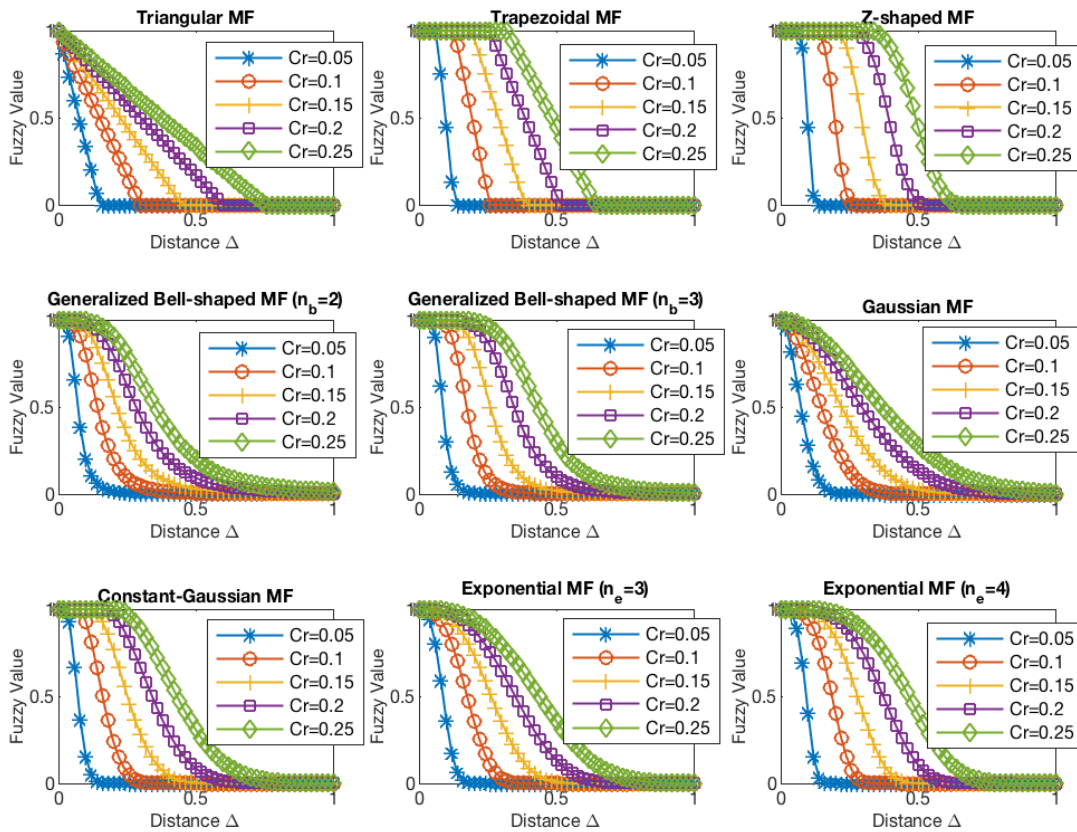 Triangular MF
Fuzzy Value
1
0.5
0
0
0.5
1
Distance Δ
Cr=0.05
Cr=0.1
Cr=0.15
Cr=0.2
Cr=0.25
Trapezoidal MF
Fuzzy Value
1
0.5
0
0
0.5
1
Distance Δ
Cr=0.05
Cr=0.1
Cr=0.15
Cr=0.2
Cr=0.25
Z-shaped MF
Fuzzy Value
1
0.5
0
0
0.5
1
Distance Δ
Cr=0.05
Cr=0.1
Cr=0.15
Cr=0.2
Cr=0.25
Generalized Bell-shaped MF (n_b=2)
Fuzzy Value
1
0.5
0
0
0.5
1
Distance Δ
Cr=0.05
Cr=0.1
Cr=0.15
Cr=0.2
Cr=0.25
Generalized Bell-shaped MF (n_b=3)
Fuzzy Value
1
0.5
0
0
0.5
1
Distance Δ
Cr=0.05
Cr=0.1
Cr=0.15
Cr=0.2
Cr=0.25
Gaussian MF
Fuzzy Value
1
0.5
0
0
0.5
1
Distance Δ
Cr=0.05
Cr=0.1
Cr=0.15
Cr=0.2
Cr=0.25
Constant-Gaussian MF
Fuzzy Value
1
0.5
0
0
0.5
1
Distance Δ
Cr=0.05
Cr=0.1
Cr=0.15
Cr=0.2
Cr=0.25
Exponential MF (n_e=3)
Fuzzy Value
1
0.5
0
0
0.5
1
Distance Δ
Cr=0.05
Cr=0.1
Cr=0.15
Cr=0.2
Cr=0.25
Exponential MF (n_e=4)
Fuzzy Value
1
0.5
0
0
0.5
1
Distance Δ
Cr=0.05
Cr=0.1
Cr=0.15
Cr=0.2
Cr=0.25